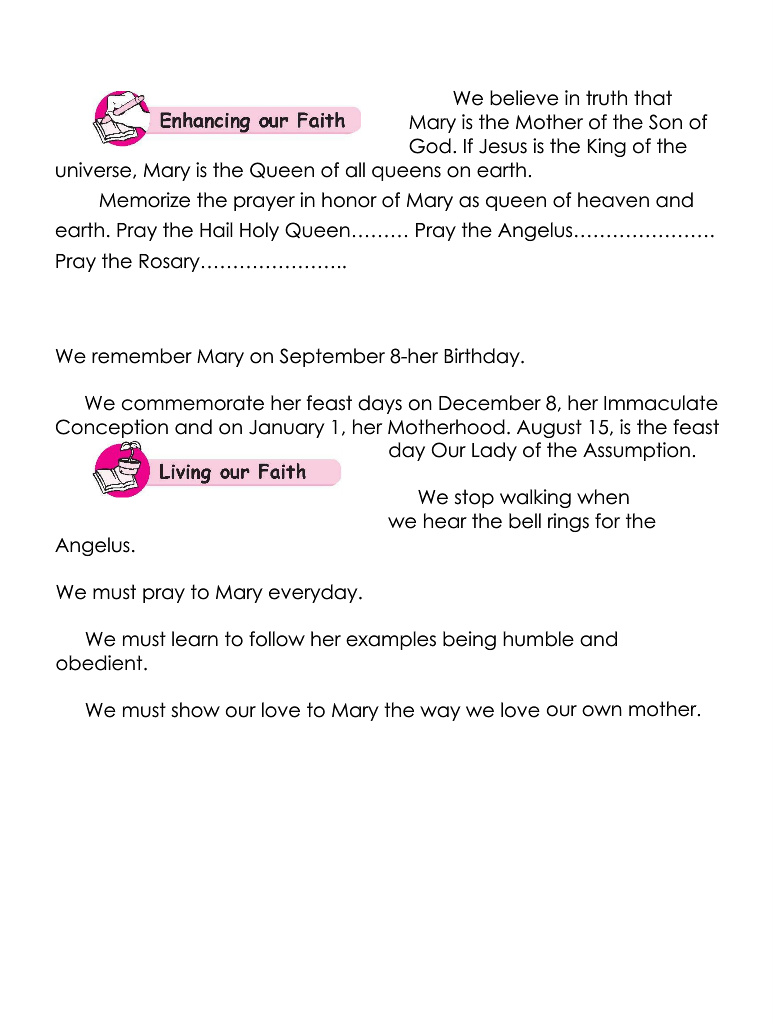 Enhancing our Faith
We believe in truth that
Mary is the Mother of the Son of
God. If Jesus is the King of the
universe, Mary is the Queen of all queens on earth.
Memorize the prayer in honor of Mary as queen of heaven and
earth. Pray the Hail Holy Queen……… Pray the Angelus………………….
Pray the Rosary…………………..
We remember Mary on September 8-her Birthday.
We commemorate her feast days on December 8, her Immaculate
Conception and on January 1, her Motherhood. August 15, is the feast
day Our Lady of the Assumption.
Living our Faith
We stop walking when
we hear the bell rings for the
Angelus.
We must pray to Mary everyday.
We must learn to follow her examples being humble and
obedient.
We must show our love to Mary the way we love our own mother.